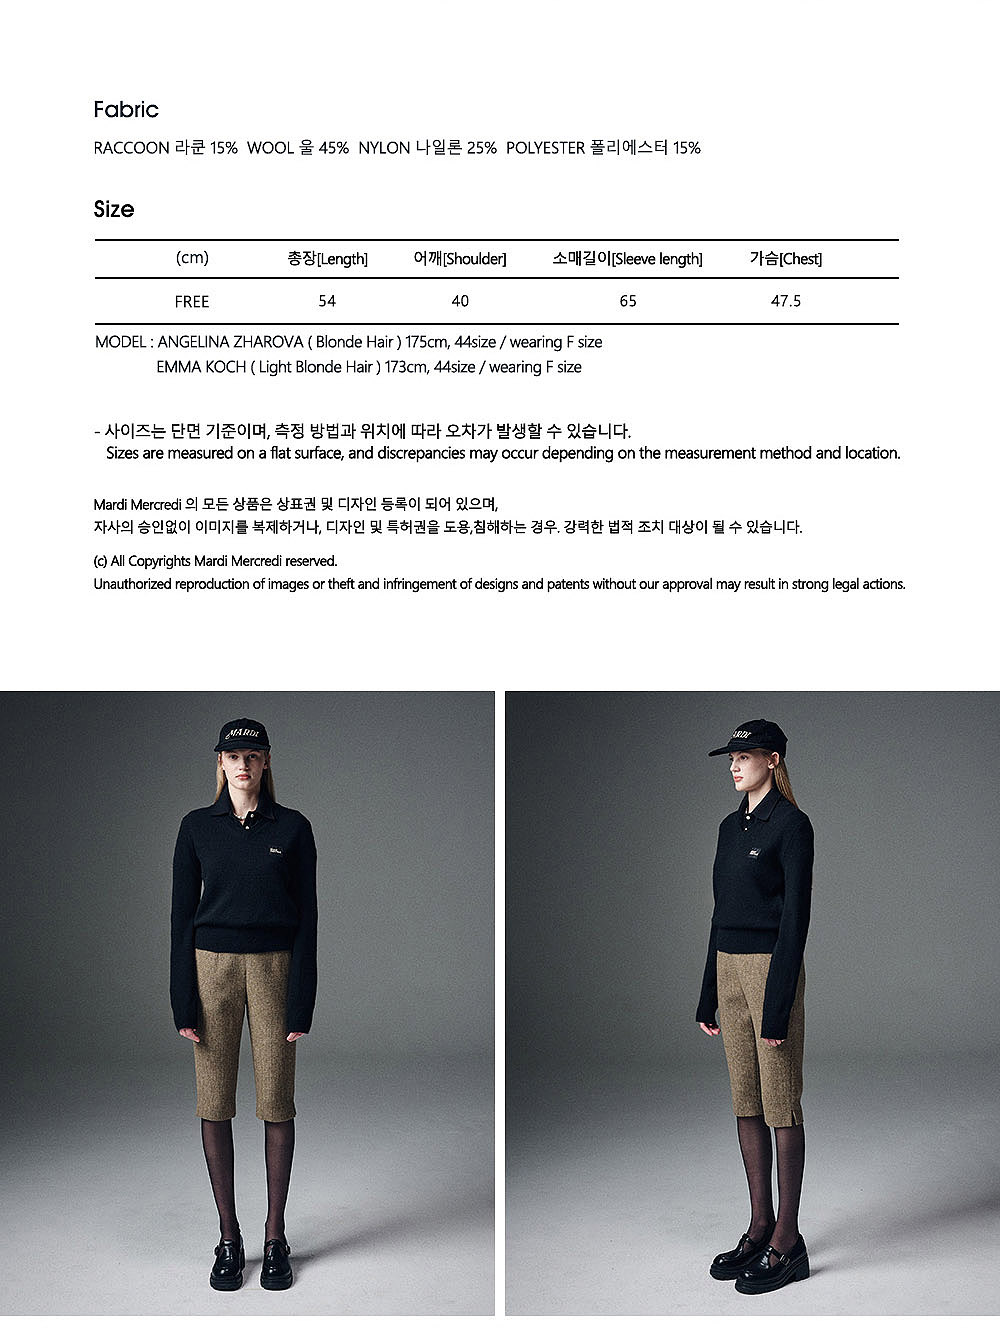 Fabric
RACCOON 라쿤 15%  WOOL 울 45%  NYLON 나일론 25%  POLYESTER 폴리에스터 15%
Size
(cm) 총장[Length] 어깨[Shoulder] 소매길이[Sleeve length] 가슴[Chest]
FREE 54 40 65 47.5
MODEL : ANGELINA ZHAROVA ( Blonde Hair ) 175cm, 44size / wearing F size
EMMA KOCH ( Light Blonde Hair ) 173cm, 44size / wearing F size
- 사이즈는 단면 기준이며, 측정 방법과 위치에 따라 오차가 발생할 수 있습니다.
Sizes are measured on a flat surface, and discrepancies may occur depending on the measurement method and location.
Mardi Mercredi 의 모든 상품은 상표권 및 디자인 등록이 되어 있으며,
자사의 승인없이 이미지를 복제하거나, 디자인 및 특허권을 도용,침해하는 경우. 강력한 법적 조치 대상이 될 수 있습니다.
(c) All Copyrights Mardi Mercredi reserved.
Unauthorized reproduction of images or theft and infringement of designs and patents without our approval may result in strong legal actions.
MARDI
ARDI